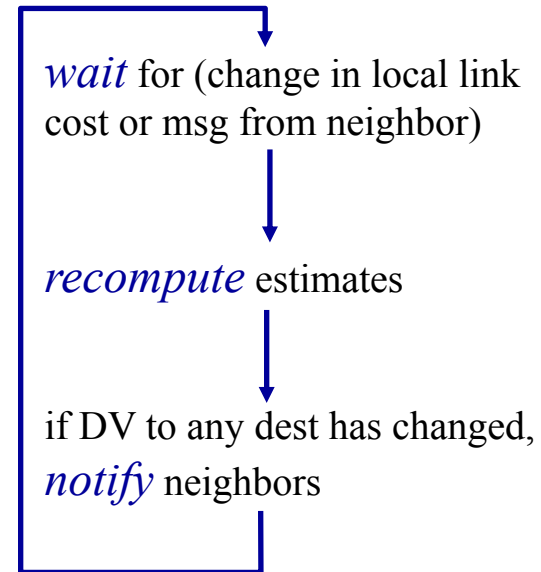 wait for (change in local link
cost or msg from neighbor)
recompute estimates
if DV to any dest has changed,
notify neighbors